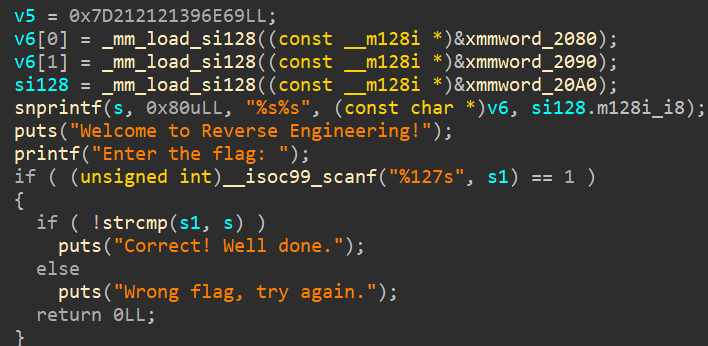 v5 = 0x7D212121396E69LL;
v6[0] = _mm_load_si128((const __m128i *)&xmmword_2080);
v6[1] = _mm_load_si128((const __m128i *)&xmmword_2090);
si128 = _mm_load_si128((const __m128i *)&xmmword_20A0);
snprintf(s, 0x80uLL, "%s%s", (const char *)v6, si128.m128i_i8);
puts("Welcome to Reverse Engineering!");
printf("Enter the flag: ");
if ( (unsigned int)__isoc99_scanf("%127s", s1) == 1 )
{
  if ( !strcmp(s1, s) )
    puts("Correct! Well done.");
  else
    puts("Wrong flag, try again.");
  return 0LL;
}